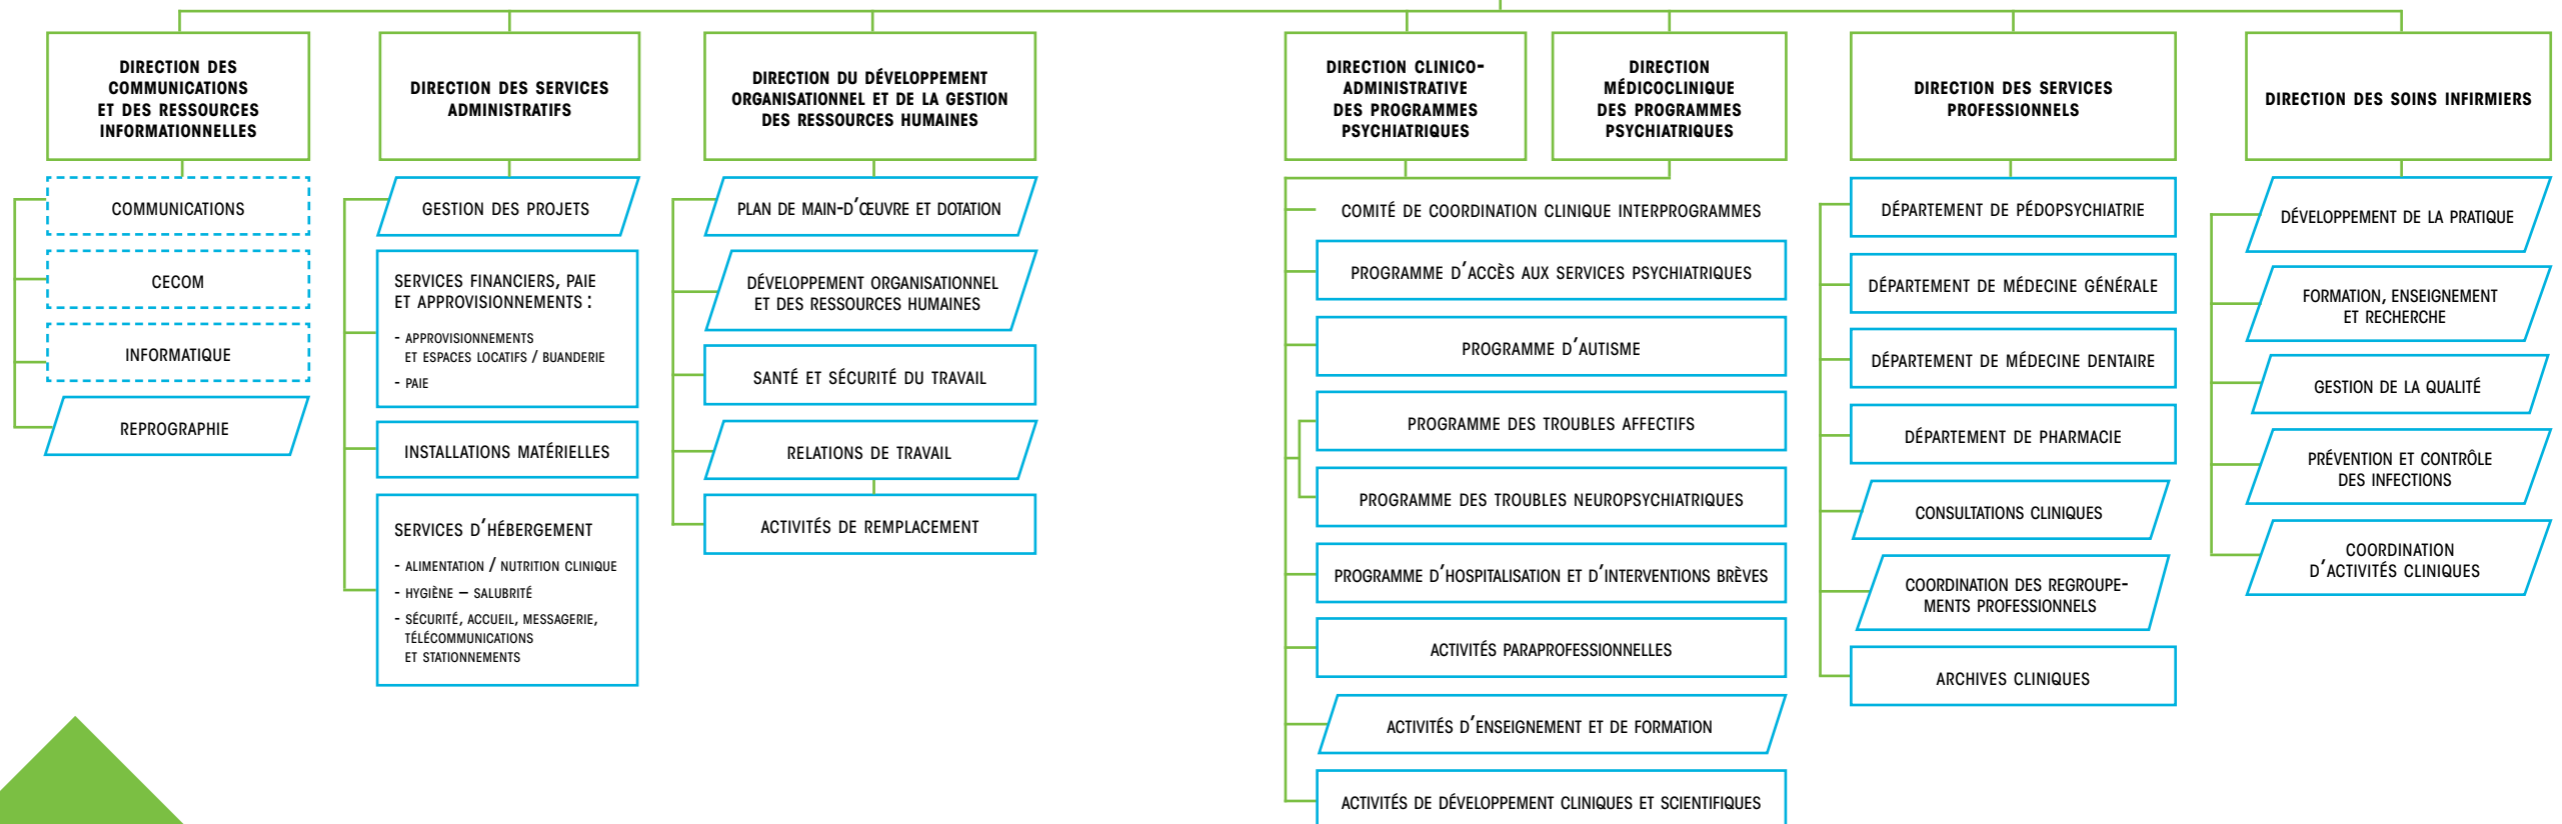 DIRECTION DES
COMMUNICATIONS
ET DES RESSOURCES
INFORMATIONNELLES
COMMUNICATIONS
CECOM
INFORMATIQUE
REPROGRAPHIE
DIRECTION DES SERVICES
ADMINISTRATIFS
GESTION DES PROJETS
SERVICES FINANCIERS, PAIE
ET APPROVISIONNEMENTS :
- APPROVISIONNEMENTS
ET ESPACES LOCATIFS / BUANDERIE
- PAIE
INSTALLATIONS MATÉRIELLES
SERVICES D'HÉBERGEMENT
- ALIMENTATION / NUTRITION CLINIQUE
- HYGIÈNE – SALUBRITÉ
- SÉCURITÉ, ACCUEIL, MESSAGERIE,
TÉLÉCOMMUNICATIONS
ET STATIONNEMENTS
DIRECTION DU DÉVELOPPEMENT
ORGANISATIONNEL ET DE LA GESTION
DES RESSOURCES HUMAINES
PLAN DE MAIN-D'ŒUVRE ET DOTATION
DÉVELOPPEMENT ORGANISATIONNEL
ET DES RESSOURCES HUMAINES
SANTÉ ET SÉCURITÉ DU TRAVAIL
RELATIONS DE TRAVAIL
ACTIVITÉS DE REMPLACEMENT
DIRECTION CLINICO-
ADMINISTRATIVE
DES PROGRAMMES
PSYCHIATRIQUES
DIRECTION
MÉDICOCLINIQUE
DES PROGRAMMES
PSYCHIATRIQUES
COMITÉ DE COORDINATION CLINIQUE INTERPROGRAMMES
PROGRAMME D'ACCÈS AUX SERVICES PSYCHIATRIQUES
PROGRAMME D'AUTISME
PROGRAMME DES TROUBLES AFFECTIFS
PROGRAMME DES TROUBLES NEUROPSYCHIATRIQUES
PROGRAMME D'HOSPITALISATION ET D'INTERVENTIONS BRÈVES
ACTIVITÉS PARAPROFESSIONNELLES
ACTIVITÉS D'ENSEIGNEMENT ET DE FORMATION
ACTIVITÉS DE DÉVELOPPEMENT CLINIQUES ET SCIENTIFIQUES
DIRECTION DES SERVICES
PROFESSIONNELS
DÉPARTEMENT DE PÉDOPSYCHIATRIE
DÉPARTEMENT DE MÉDECINE GÉNÉRALE
DÉPARTEMENT DE MÉDECINE DENTAIRE
DÉPARTEMENT DE PHARMACIE
CONSULTATIONS CLINIQUES
COORDINATION DES REGROUPE-
MENTS PROFESSIONNELS
ARCHIVES CLINIQUES
DIRECTION DES SOINS INFIRMIERS
DÉVELOPPEMENT DE LA PRATIQUE
FORMATION, ENSEIGNEMENT
ET RECHERCHE
GESTION DE LA QUALITÉ
PRÉVENTION ET CONTRÔLE
DES INFECTIONS
COORDINATION
D'ACTIVITÉS CLINIQUES